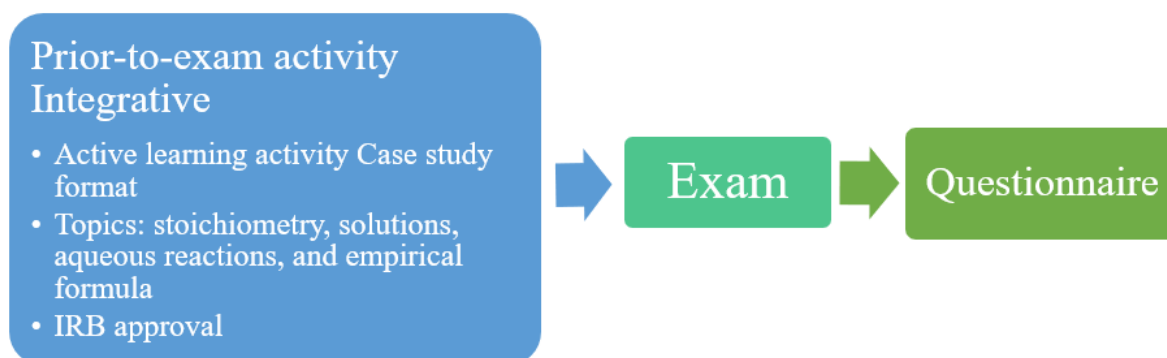 Prior-to-exam activity
Integrative
• Active learning activity Case study
format
• Topics: stoichiometry, solutions,
aqueous reactions, and empirical
formula
• IRB approval
Exam
Questionnaire